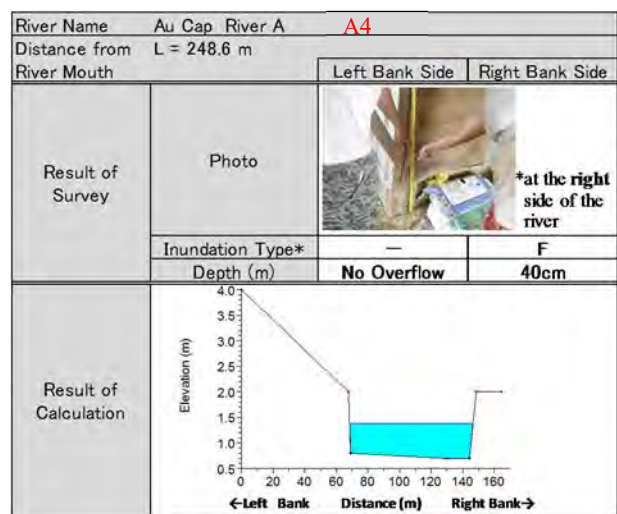 River Name Au Cap River A A4
Distance from L = 248.6 m
River Mouth Left Bank Side Right Bank Side
Result of
Survey
Photo
*at the right
side of the
river
Inundation Type* — F
Depth (m) No Overflow 40cm
Result of
Calculation
Elevation (m)
4.0
3.5
3.0
2.5
2.0
1.5
1.0
0.5
0 20 40 60 80 100 120 140 160
←Left Bank Distance (m) Right Bank→